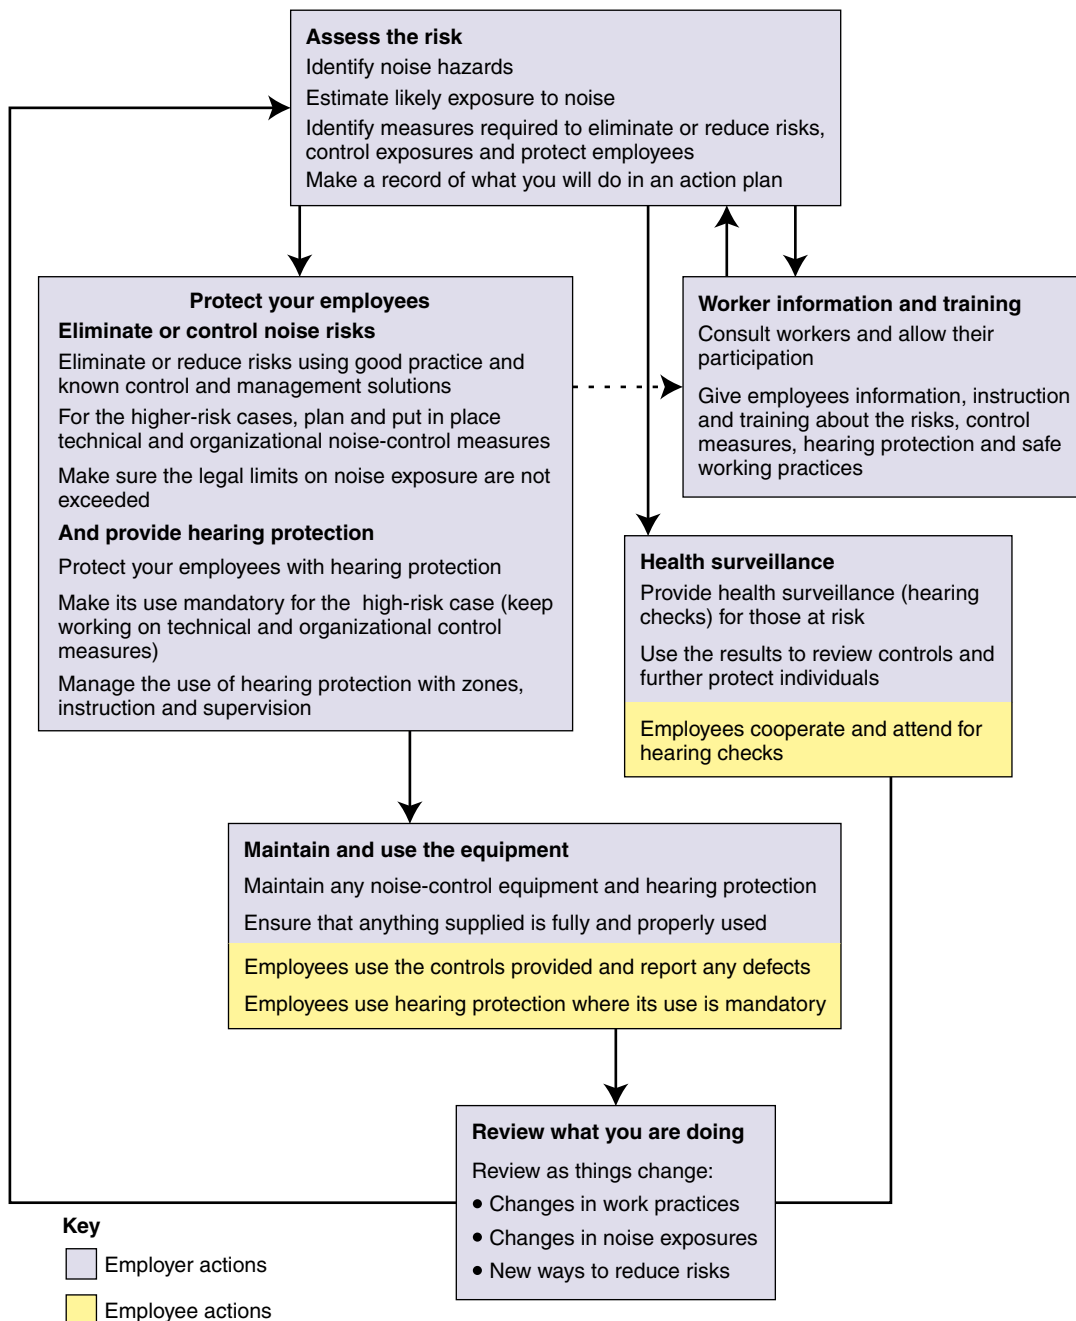 Assess the risk
Identify noise hazards
Estimate likely exposure to noise
Identify measures required to eliminate or reduce risks,
control exposures and protect employees
Make a record of what you will do in an action plan
Protect your employees
Eliminate or control noise risks
Eliminate or reduce risks using good practice and
known control and management solutions
For the higher-risk cases, plan and put in place
technical and organizational noise-control measures
Make sure the legal limits on noise exposure are not
exceeded
And provide hearing protection
Protect your employees with hearing protection
Make its use mandatory for the high-risk case (keep
working on technical and organizational control
measures)
Manage the use of hearing protection with zones,
instruction and supervision
Worker information and training
Consult workers and allow their
participation
Give employees information, instruction
and training about the risks, control
measures, hearing protection and safe
working practices
Health surveillance
Provide health surveillance (hearing
checks) for those at risk
Use the results to review controls and
further protect individuals
Employees cooperate and attend for
hearing checks
Maintain and use the equipment
Maintain any noise-control equipment and hearing protection
Ensure that anything supplied is fully and properly used
Employees use the controls provided and report any defects
Employees use hearing protection where its use is mandatory
Review what you are doing
Review as things change:
• Changes in work practices
• Changes in noise exposures
• New ways to reduce risks
Key
Employer actions
Employee actions